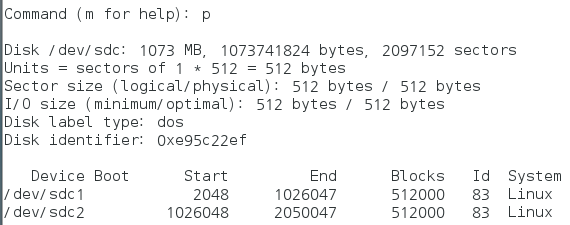 Command (m for help): p
Disk /dev/sdc: 1073 MB, 1073741824 bytes, 2097152 sectors
Units = sectors of 1 * 512 = 512 bytes
Sector size (logical/physical): 512 bytes / 512 bytes
I/O size (minimum/optimal): 512 bytes / 512 bytes
Disk label type: dos
Disk identifier: 0xe95c22ef
Device Boot Start End Blocks Id System
/dev/sdc1 2048 1026047 512000 83 Linux
/dev/sdc2 1026048 2050047 512000 83 Linux